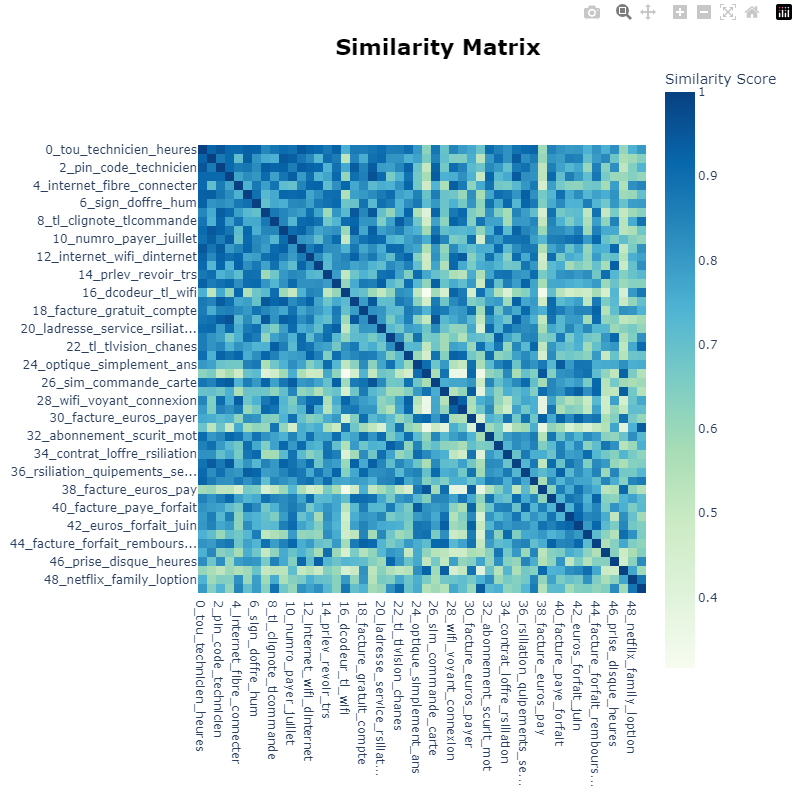 Similarity Matrix
Similarity Score
1
0.9
0.8
0.7
0.6
0.5
0.4
0_tou_technicien_heures
2_pin_code_technicien
4_internet_fibre_connecter
6_sign_doffre_hum
8_tl_clignote_tlcommande
10_numro_payer_juillet
12_internet_wifi_dinternet
14_prlev_revoir_trs
16_dcodeur_tl_wifi
18_facture_gratuit_compte
20_ladresse_service_rsiliat...
22_tl_tlvision_chanes
24_optique_simplement_ans
26_sim_commande_carte
28_wifi_voyant_connexion
30_facture_euros_payer
32_abonnement_scurit_mot
34_contrat_loffre_rsiliation
36_rsiliation_quipements_se...
38_facture_euros_pay
40_facture_paye_forfait
42_euros_forfait_juin
44_facture_forfait_rembours...
46_prise_disque_heures
48_netflix_family_loption
0_tou_technicien_heures
2_pin_code_technicien
4_internet_fibre_connecter
6_sign_doffre_hum
8_tl_clignote_tlcommande
10_numro_payer_juillet
12_internet_wifi_dinternet
14_prlev_revoir_trs
16_dcodeur_tl_wifi
18_facture_gratuit_compte
20_ladresse_service_rsiliat...
22_tl_tlvision_chanes
24_optique_simplement_ans
26_sim_commande_carte
28_wifi_voyant_connexion
30_facture_euros_payer
32_abonnement_scurit_mot
34_contrat_loffre_rsiliation
36_rsiliation_quipements_se...
38_facture_euros_pay
40_facture_paye_forfait
42_euros_forfait_juin
44_facture_forfait_rembours...
46_prise_disque_heures
48_netflix_family_loption